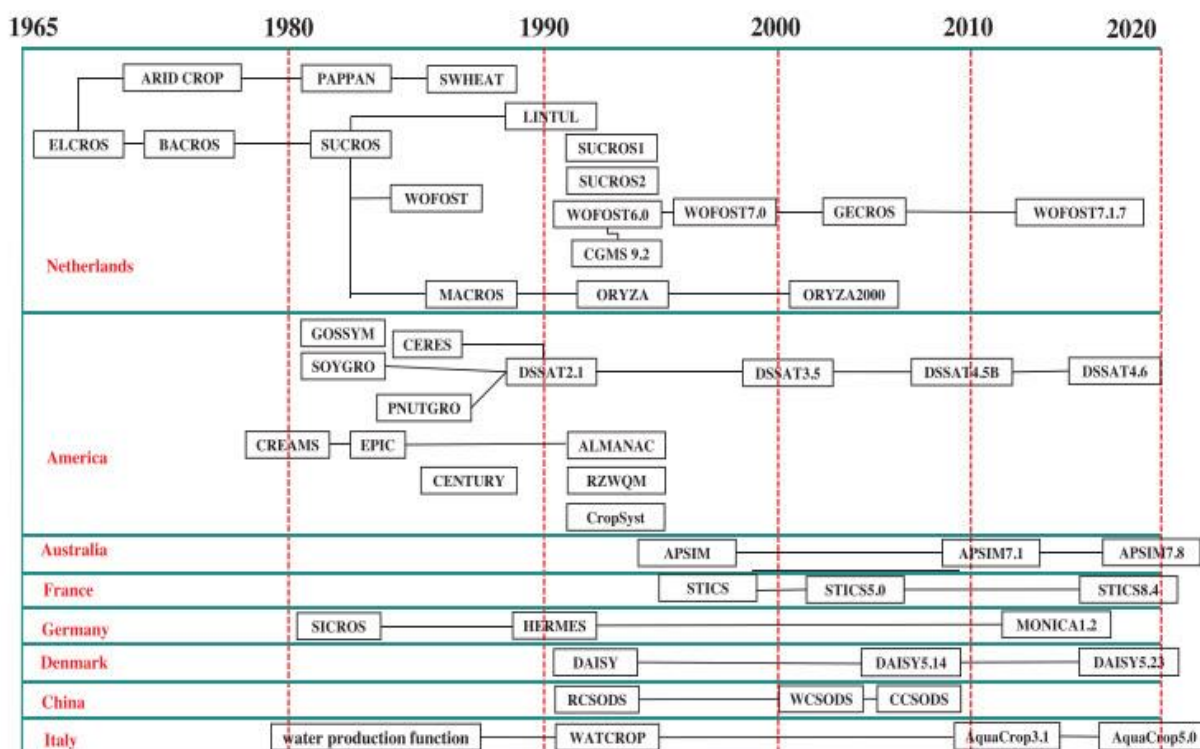 1965 1980 1990 2000 2010 2020
ARID CROP PAPPAN SWHEAT
LINTUL
ELCROS BACROS SUCROS
SUCROS1
SUCROS2
WOFOST
WOFOST6.0 WOFOST7.0 GECROS WOFOST7.1.7
CGMS 9.2
Netherlands
MACROS ORYZA ORYZA2000
GOSSYM
CERES
SOYGRO
DSSAT2.1 DSSAT3.5 DSSAT4.5B DSSAT4.6
PNUTGRO
CREAMS EPIC ALMANAC
America
CENTURY RZWQM
CropSyst
Australia APSIM APSIM7.1 APSIM7.8
France STICS STICS5.0 STICS8.4
Germany SICROS HERMES MONICA1.2
Denmark DAISY DAISY5.14 DAISY5.23
China RCSODS WCSODS CCSODS
Italy water production function WATCROP AquaCrop3.1 AquaCrop5.0